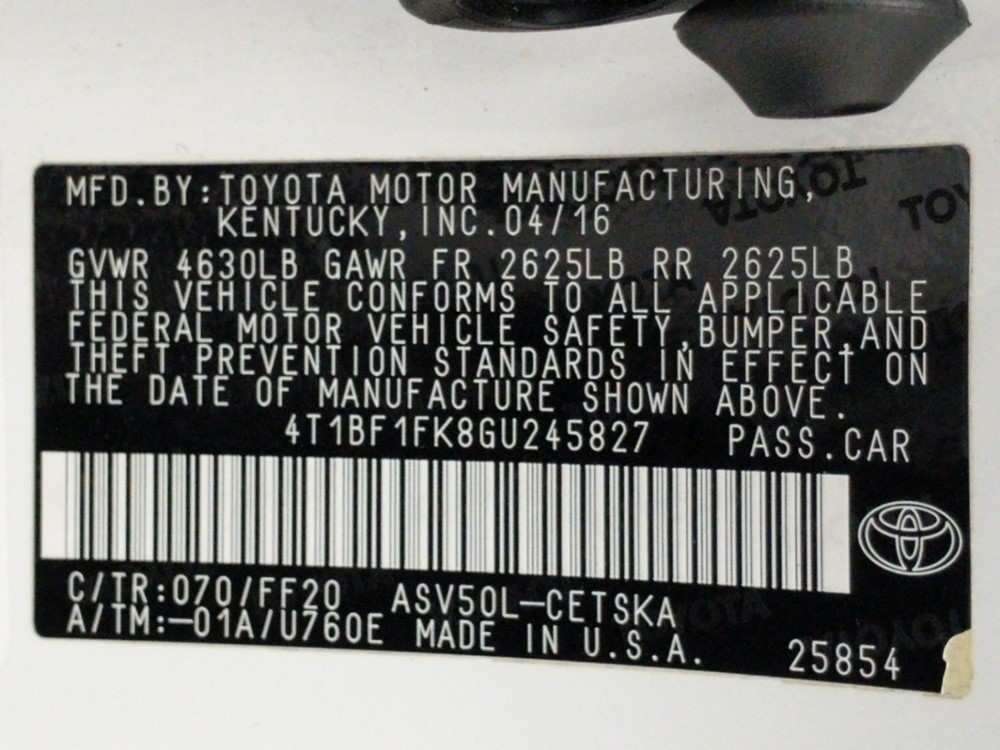 MFD.BY:TOYOTA MOTOR MANUFACTURING,
KENTUCKY,INC.04/16
GVWR 4630LB GAWR FR 2625LB RR 2625LB
THIS VEHICLE CONFORMS TO ALL APPLICABLE
FEDERAL MOTOR VEHICLE SAFETY,BUMPER,AND
THEFT PREVENTION STANDARDS IN EFFECT ON
THE DATE OF MANUFACTURE SHOWN ABOVE.
4T1BF1FK8GU245827 PASS.CAR
C/TR:070/FF20 ASV50L-CETSKA
A/TM:-01A/U760E MADE IN U.S.A.
25854